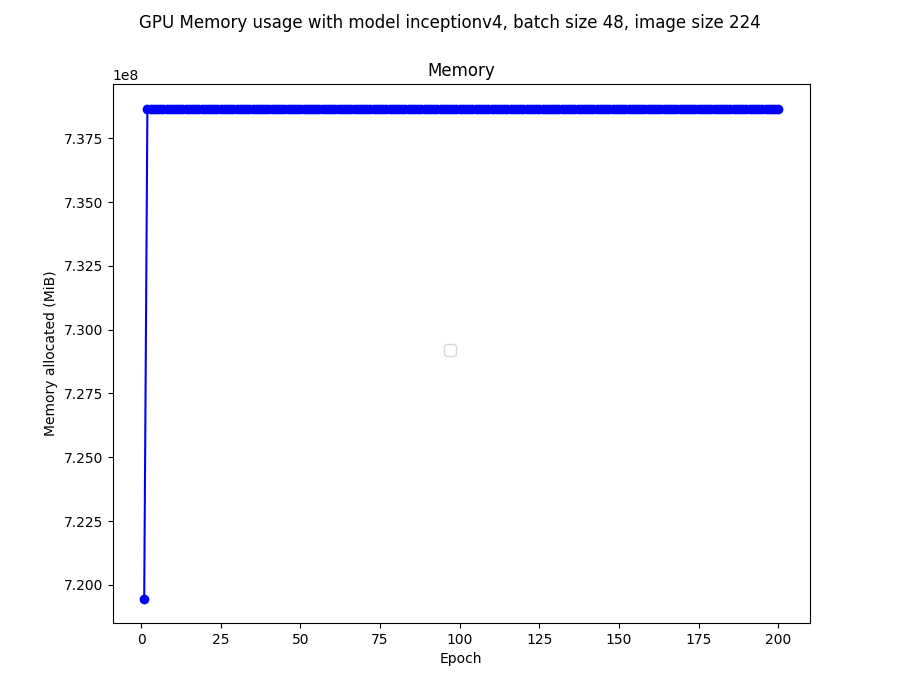 GPU Memory usage with model inceptionv4, batch size 48, image size 224
Memory
1e8
7.375
7.350
7.325
7.300
7.275
7.250
7.225
7.200
Memory allocated (MiB)
0 25 50 75 100 125 150 175 200
Epoch